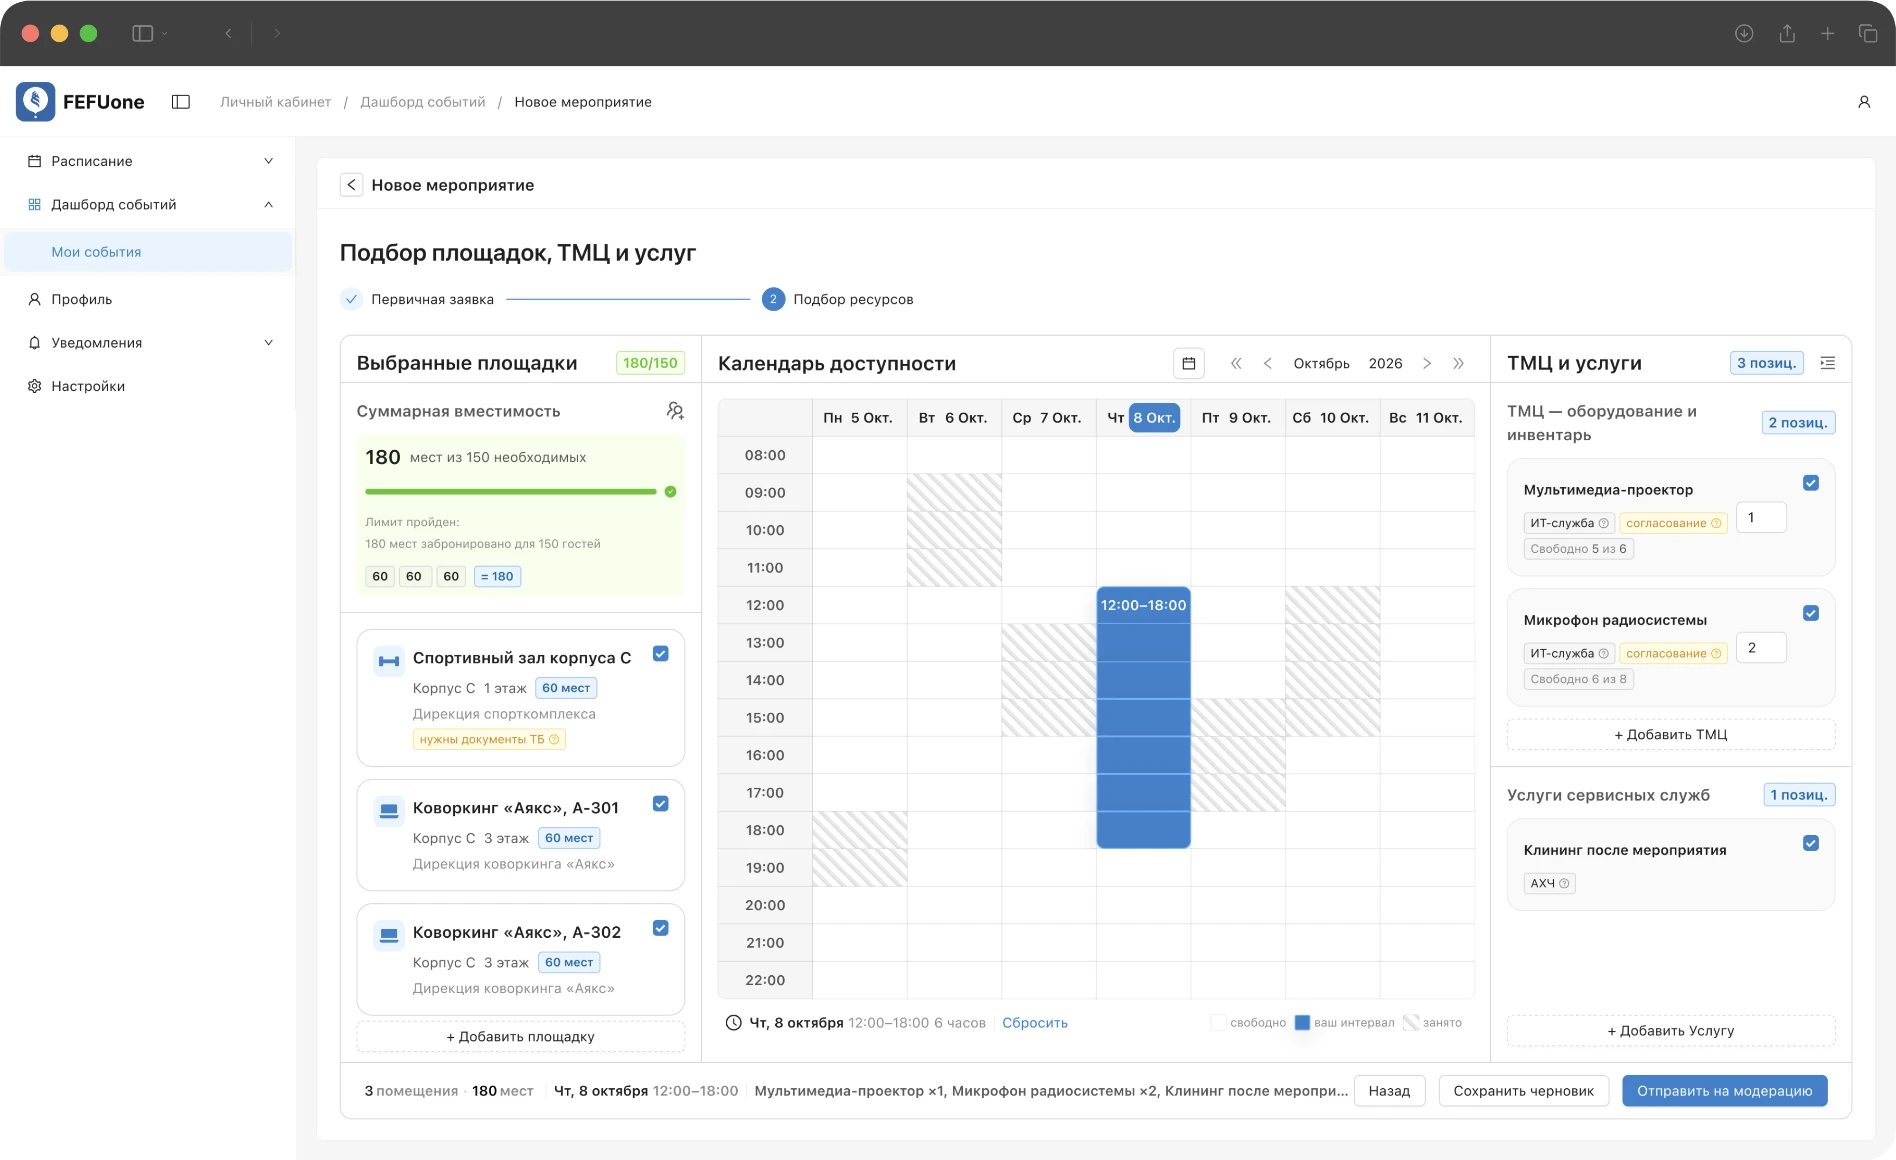 FEFUone
Личный кабинет / Дашборд событий / Новое мероприятие
Расписание
Дашборд событий
Мои события
Профиль
Уведомления
Настройки
Новое мероприятие
Подбор площадок, ТМЦ и услуг
Первичная заявка
2 Подбор ресурсов
Выбранные площадки 180/150
Суммарная вместимость
180 мест из 150 необходимых
Лимит пройден:
180 мест забронировано для 150 гостей
60 60 60 = 180
Спортивный зал корпуса С
Корпус С 1 этаж 60 мест
Дирекция спорткомплекса
нужны документы ТБ
Коворкинг «Аякс», А-301
Корпус С 3 этаж 60 мест
Дирекция коворкинга «Аякс»
Коворкинг «Аякс», А-302
Корпус С 3 этаж 60 мест
Дирекция коворкинга «Аякс»
+ Добавить площадку
Календарь доступности
Октябрь 2026
Пн 5 Окт. Вт 6 Окт. Ср 7 Окт. Чт 8 Окт. Пт 9 Окт. Сб 10 Окт. Вс 11 Окт.
08:00
09:00
10:00
11:00
12:00 12:00–18:00
13:00
14:00
15:00
16:00
17:00
18:00
19:00
20:00
21:00
22:00
Чт, 8 октября 12:00–18:00 6 часов Сбросить
свободно ваш интервал занято
ТМЦ и услуги 3 позиц.
ТМЦ — оборудование и
инвентарь
2 позиц.
Мультимедиа-проектор
ИТ-служба согласование 1
Свободно 5 из 6
Микрофон радиосистемы
ИТ-служба согласование 2
Свободно 6 из 8
+ Добавить ТМЦ
Услуги сервисных служб 1 позиц.
Клининг после мероприятия
АХЧ
+ Добавить Услугу
3 помещения · 180 мест Чт, 8 октября 12:00–18:00 Мультимедиа-проектор ×1, Микрофон радиосистемы ×2, Клининг после меропри... Назад Сохранить черновик Отправить на модерацию